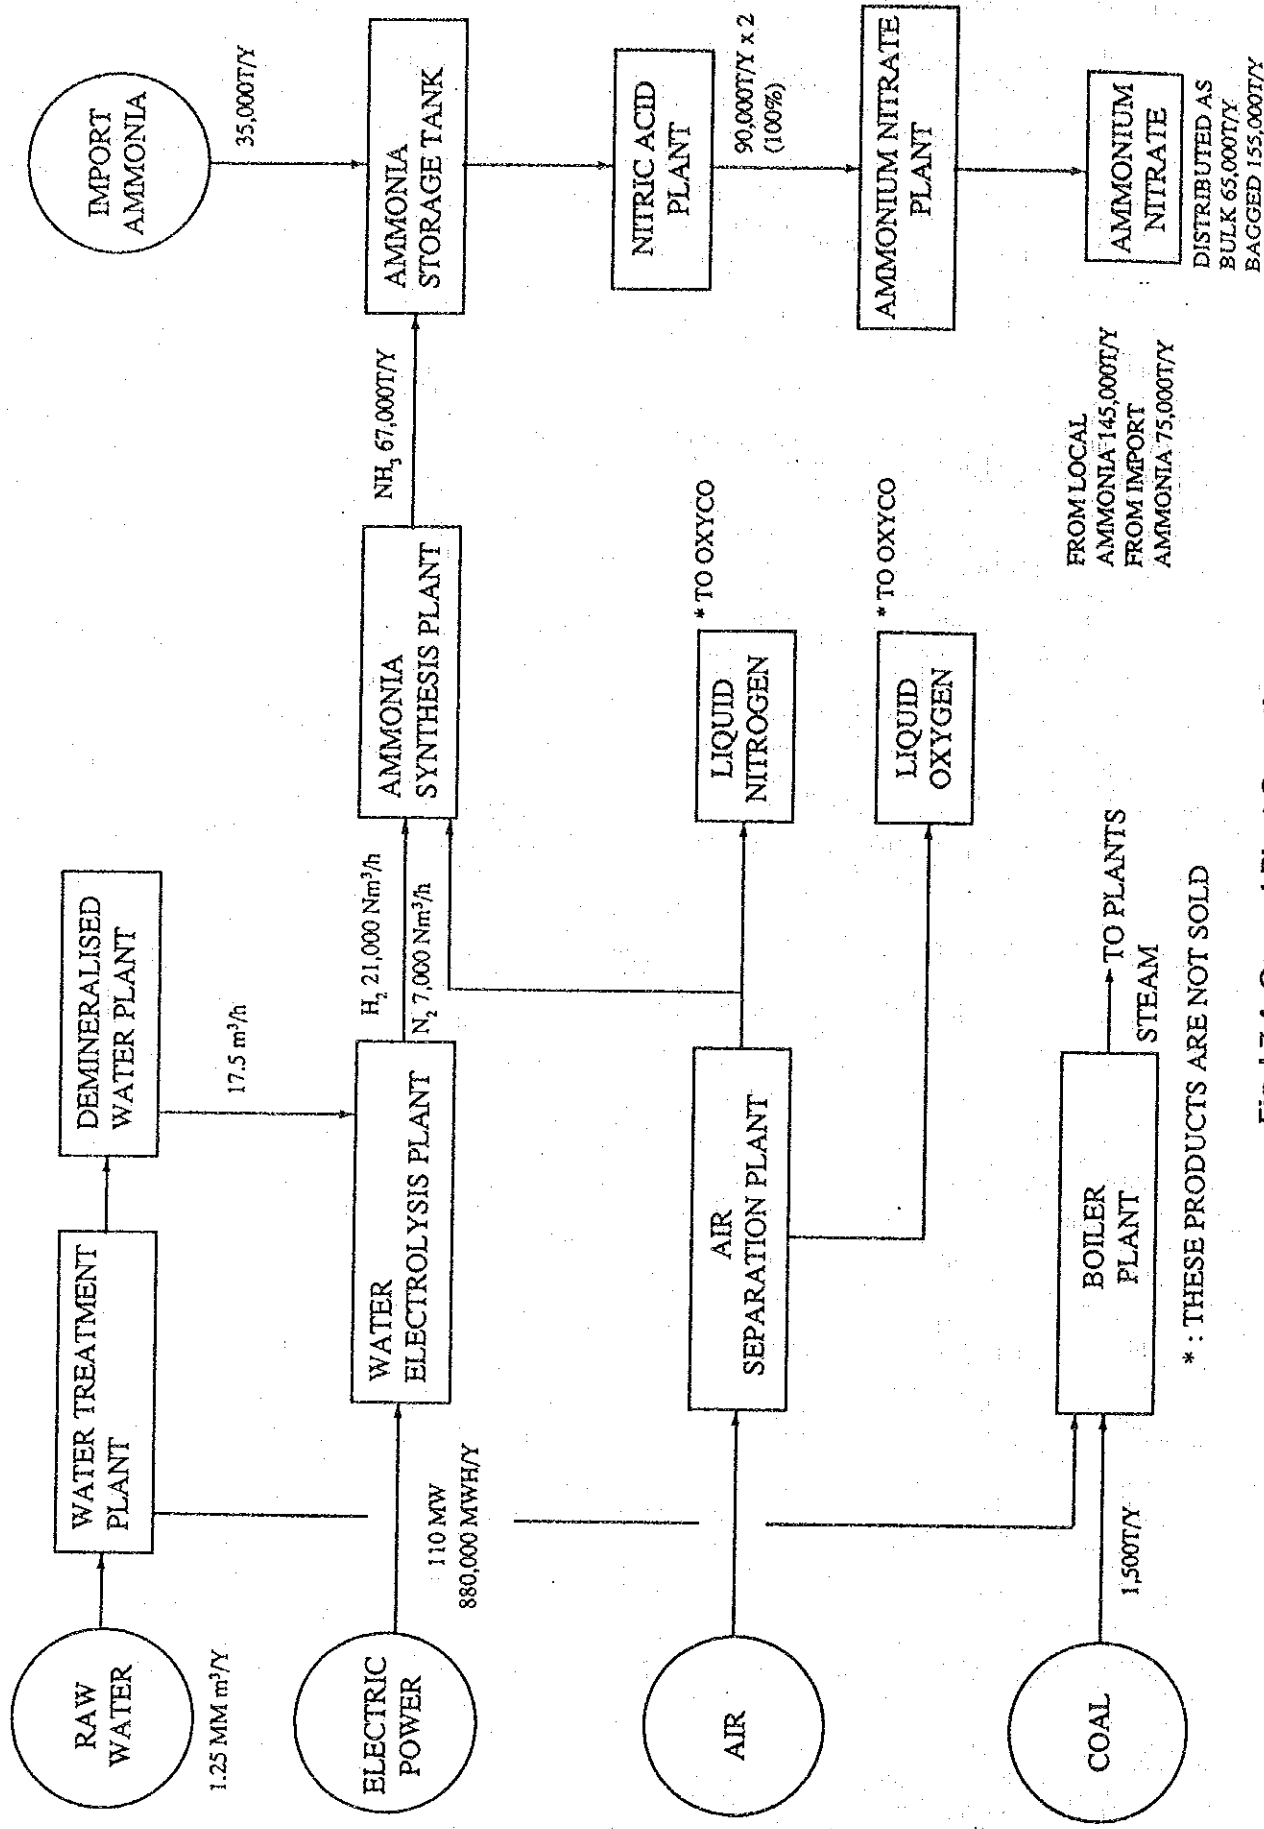 RAW
WATER
1.25 MM m³/Y
WATER TREATMENT
PLANT
DEMINERALISED
WATER PLANT
17.5 m³/h
IMPORT
AMMONIA
35,000T/Y
ELECTRIC
POWER
110 MW
880,000 MWH/Y
WATER
ELECTROLYSIS PLANT
H₂ 21,000 Nm³/h
N₂ 7,000 Nm³/h
AMMONIA
SYNTHESIS PLANT
NH₃ 67,000T/Y
AMMONIA
STORAGE TANK
NITRIC ACID
PLANT
90,000T/Y x 2
(100%)
AIR
AIR
SEPARATION PLANT
LIQUID
NITROGEN
* TO OXYCO
LIQUID
OXYGEN
* TO OXYCO
AMMONIUM NITRATE
PLANT
COAL
1,500T/Y
BOILER
PLANT
TO PLANTS
STEAM
FROM LOCAL
AMMONIA 145,000T/Y
FROM IMPORT
AMMONIA 75,000T/Y
AMMONIUM
NITRATE
DISTRIBUTED AS
BULK 65,000T/Y
BAGGED 155,000T/Y
* : THESE PRODUCTS ARE NOT SOLD